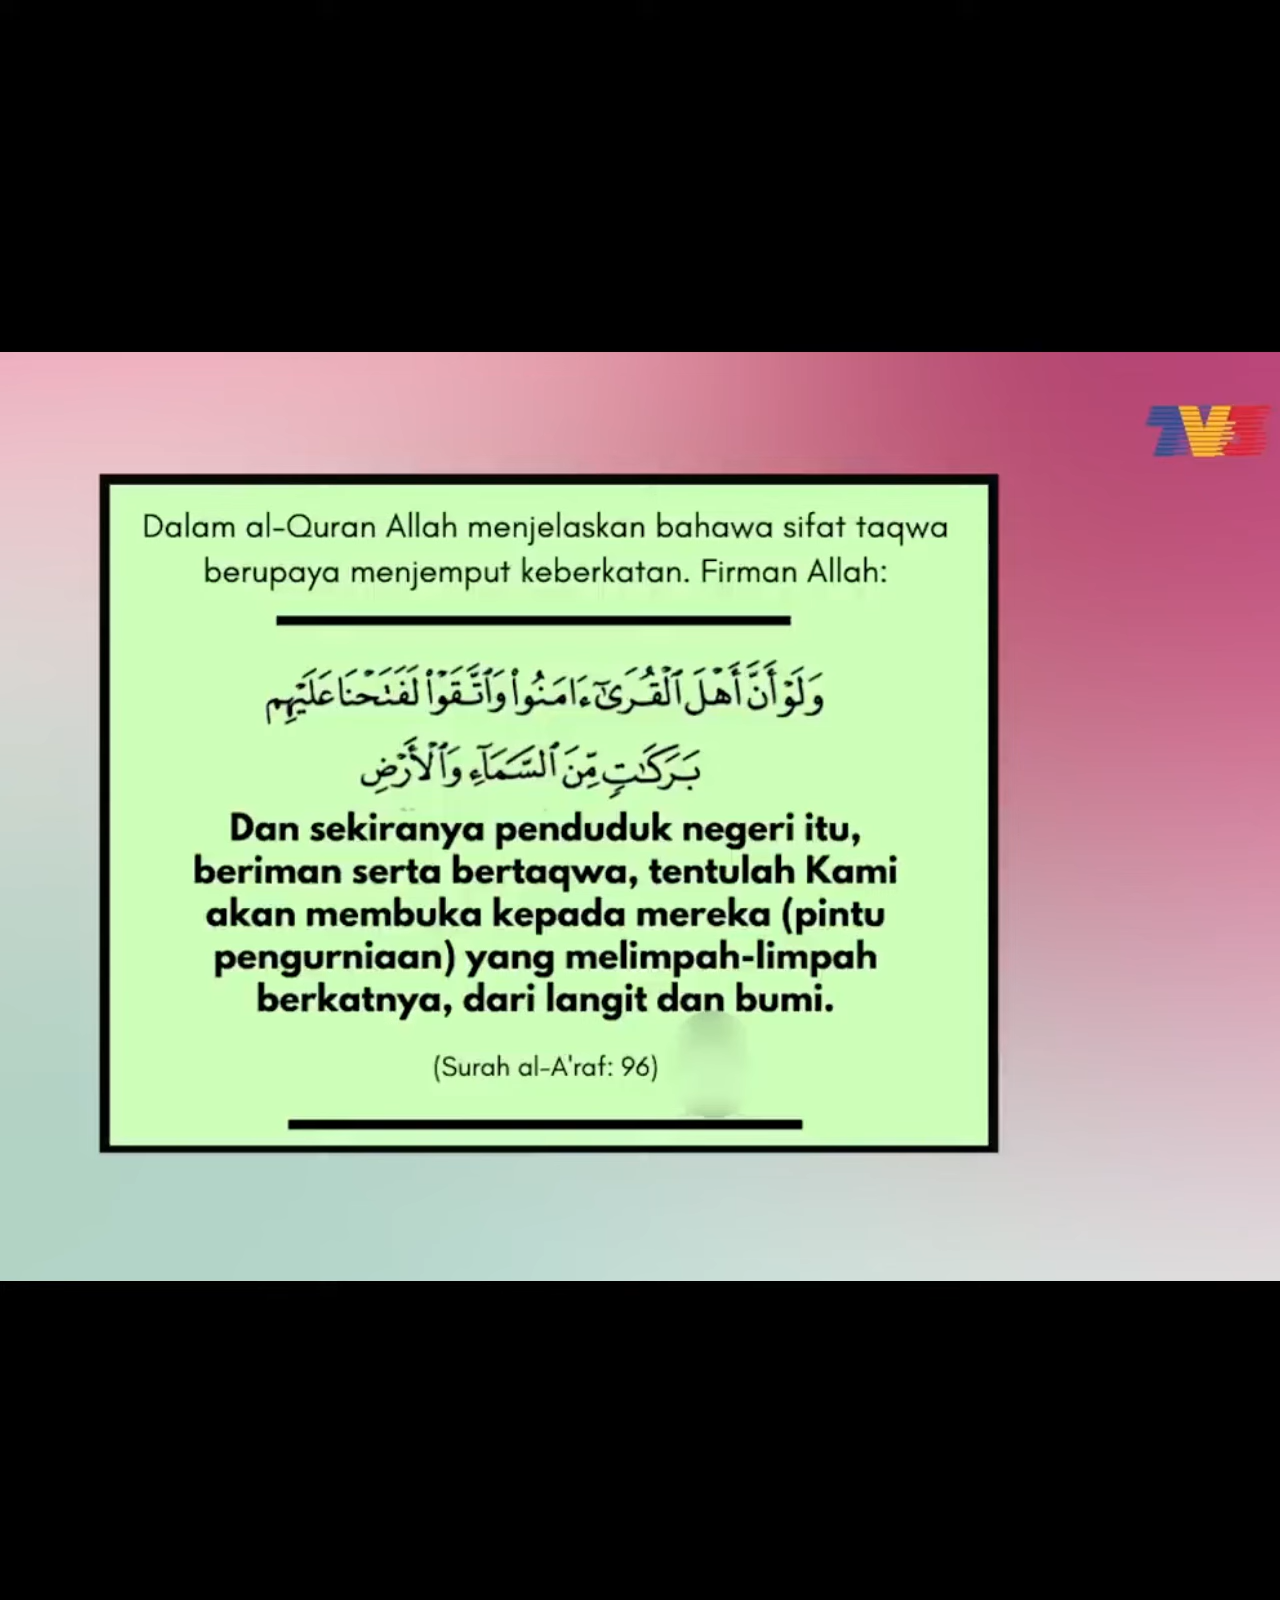 TV3
Dalam al-Quran Allah menjelaskan bahawa sifat taqwa
berupaya menjemput keberkatan. Firman Allah:
وَلَوْ أَنَّ أَهْلَ ٱلْقُرَىٰٓ ءَامَنُوا۟ وَٱتَّقَوْا۟ لَفَتَحْنَا عَلَيْهِم
بَرَكَٰتٍ مِّنَ ٱلسَّمَآءِ وَٱلْأَرْضِ
Dan sekiranya penduduk negeri itu,
beriman serta bertaqwa, tentulah Kami
akan membuka kepada mereka (pintu
pengurniaan) yang melimpah-limpah
berkatnya, dari langit dan bumi.
(Surah al-A'raf: 96)